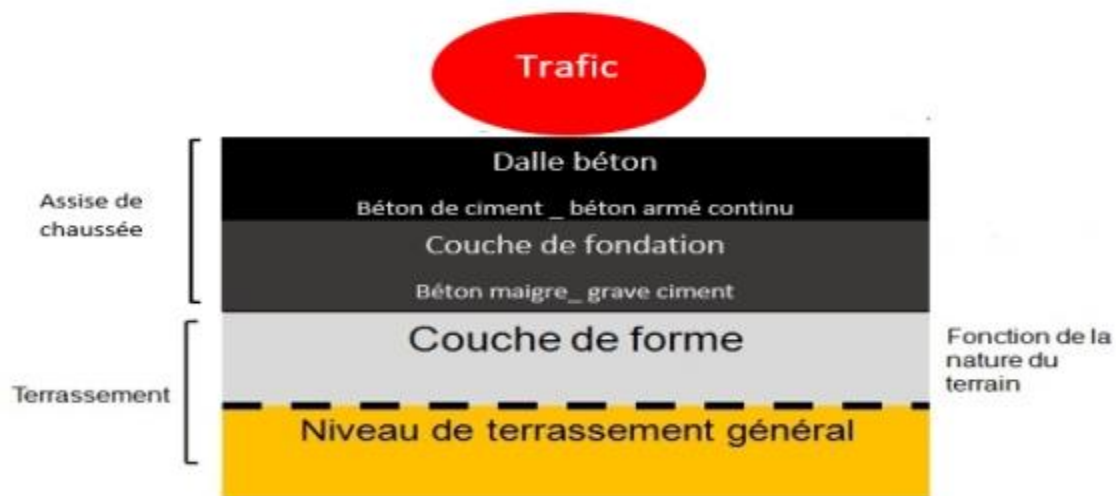 Trafic
Dalle béton
Béton de ciment _ béton armé continu
Assise de
chaussée
Couche de fondation
Béton maigre_ grave ciment
Couche de forme
Fonction de la
nature du
terrain
Terrassement
Niveau de terrassement général